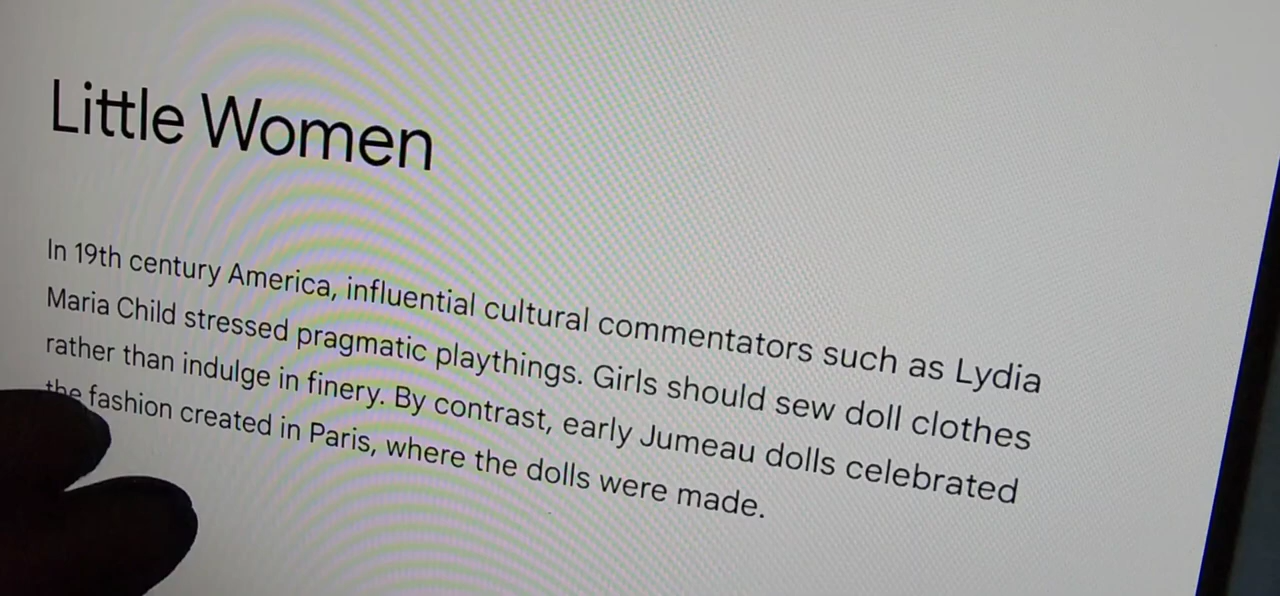 Little Women
In 19th century America, influential cultural commentators such as Lydia
Maria Child stressed pragmatic playthings. Girls should sew doll clothes
rather than indulge in finery. By contrast, early Jumeau dolls celebrated
the fashion created in Paris, where the dolls were made.